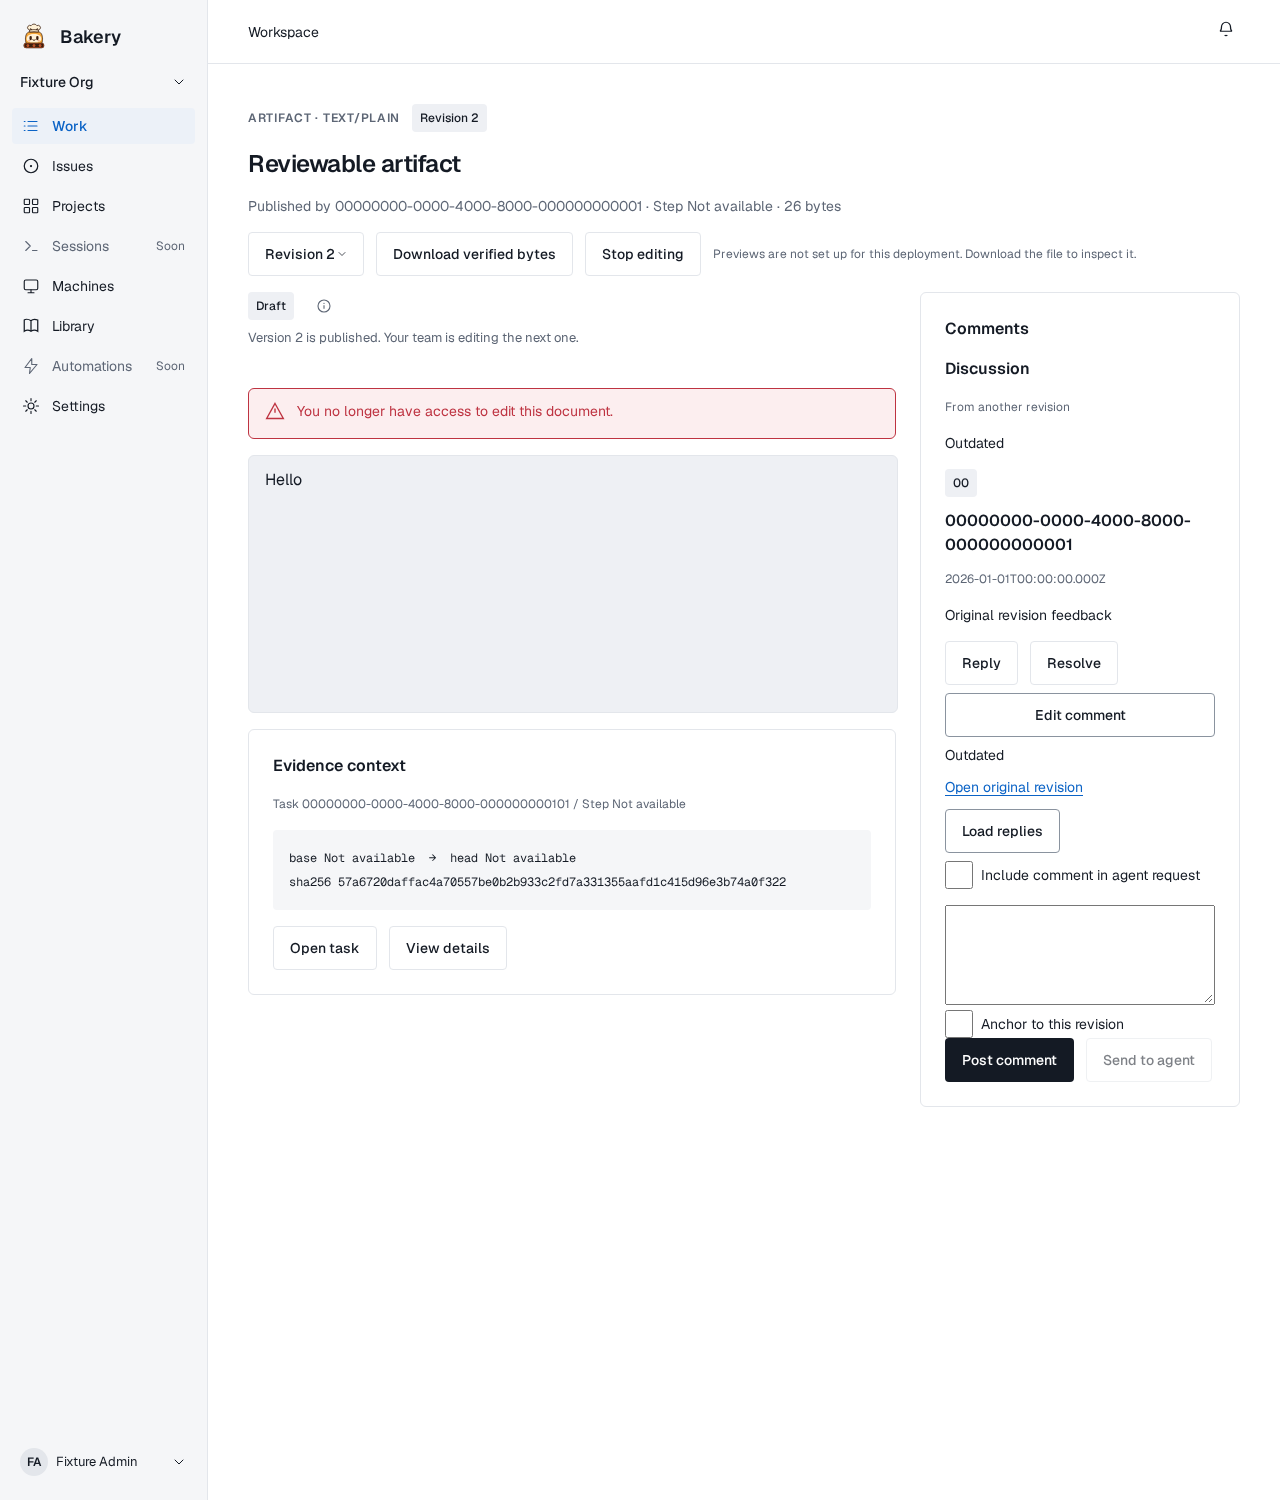 Bakery
Fixture Org
Work
Issues
Projects
Sessions Soon
Machines
Library
Automations Soon
Settings
FA Fixture Admin
Workspace
ARTIFACT · TEXT/PLAIN Revision 2
Reviewable artifact
Published by 00000000-0000-4000-8000-000000000001 · Step Not available · 26 bytes
Revision 2 Download verified bytes Stop editing Previews are not set up for this deployment. Download the file to inspect it.
Draft
Version 2 is published. Your team is editing the next one.
You no longer have access to edit this document.
Hello
Evidence context
Task 00000000-0000-4000-8000-000000000101 / Step Not available
base Not available → head Not available
sha256 57a6720daffac4a70557be0b2b933c2fd7a331355aafd1c415d96e3b74a0f322
Open task View details
Comments
Discussion
From another revision
Outdated
00
00000000-0000-4000-8000-
000000000001
2026-01-01T00:00:00.000Z
Original revision feedback
Reply Resolve
Edit comment
Outdated
Open original revision
Load replies
Include comment in agent request
Anchor to this revision
Post comment Send to agent